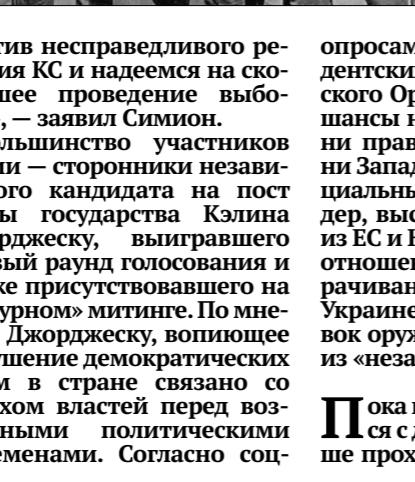 тив несправедливого ре-
ия КС и надеемся на ско-
шее проведение выбо-
, — заявил Симион.
ольшинство участников
ии — сторонники незави-
ого кандидата на пост
ы государства Кэлина
рджеску, выигравшего
вый раунд голосования и
же присутствовавшего на
урном» митинге. По мне-
Джорджеску, вопиющее
ушение демократических
м в стране связано со
хом властей перед воз-
ными политическими
еменами. Согласно соц-
опросам
дентски
ского Ор
шансы н
ни прав
ни Запад
циальны
дер, выс
из ЕС и Н
отношен
рачиван
Украине
вок оруж
из «неза
Пока
ся с д
ше прох